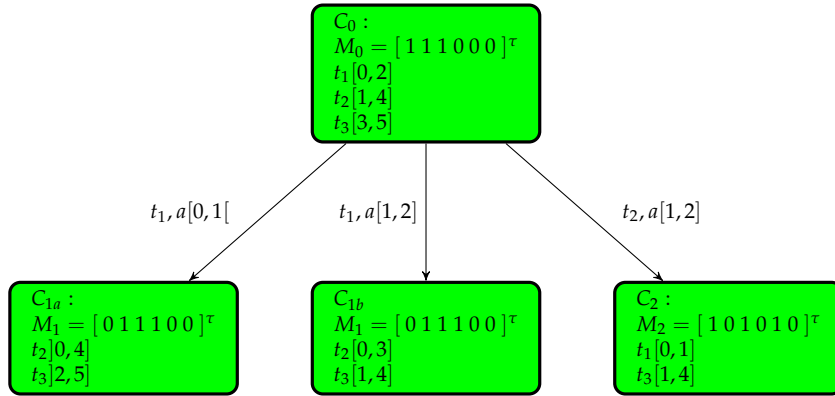 C₀ :
M₀ = [ 1 1 1 0 0 0 ]^τ
t₁[0, 2]
t₂[1, 4]
t₃[3, 5]
t₁, a[0, 1[
t₁, a[1, 2]
t₂, a[1, 2]
C₁ₐ :
M₁ = [ 0 1 1 1 0 0 ]^τ
t₂]0, 4]
t₃]2, 5]
C_{1b}
M₁ = [ 0 1 1 1 0 0 ]^τ
t₂[0, 3]
t₃[1, 4]
C₂ :
M₂ = [ 1 0 1 0 1 0 ]^τ
t₁[0, 1]
t₃[1, 4]